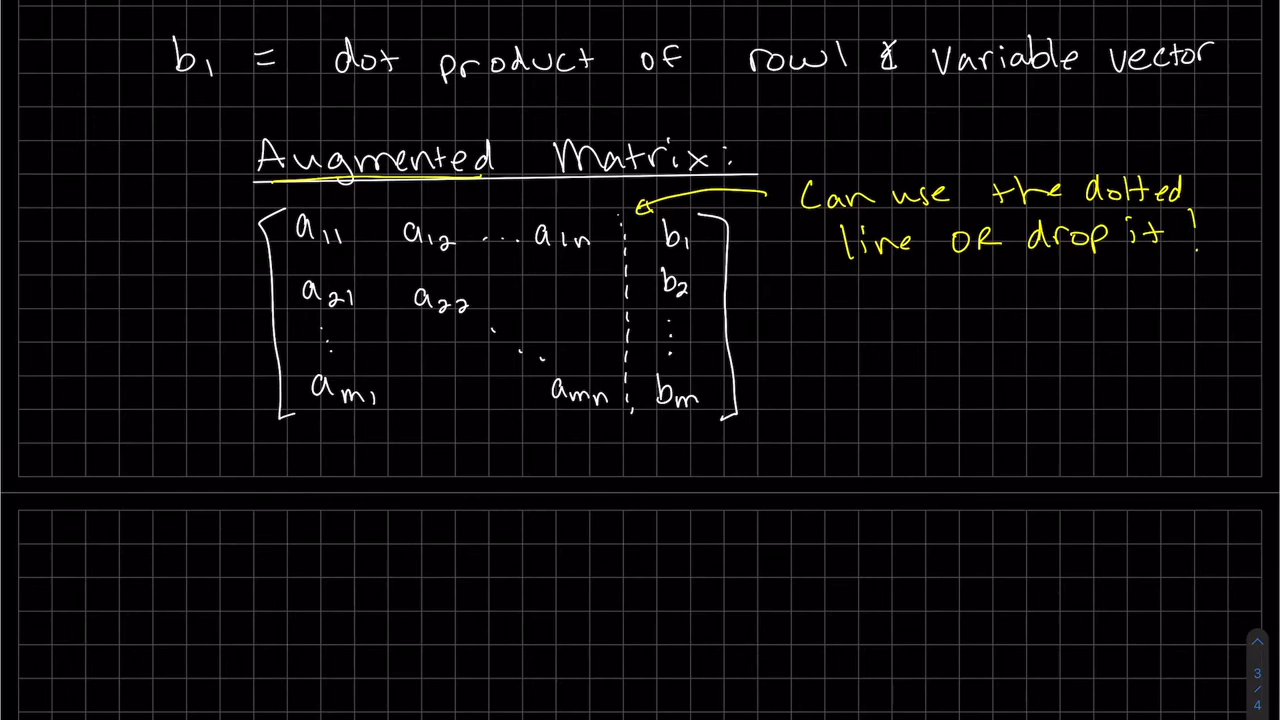 b₁ = dot product of row1 & variable vector
Augmented Matrix:
can use the dotted
line OR drop it!
a₁₁ a₁₂ ... a₁ₙ b₁
a₂₁ a₂₂ b₂
⋮ ⋱ ⋮
aₘ₁ aₘₙ bₘ
3
/
4